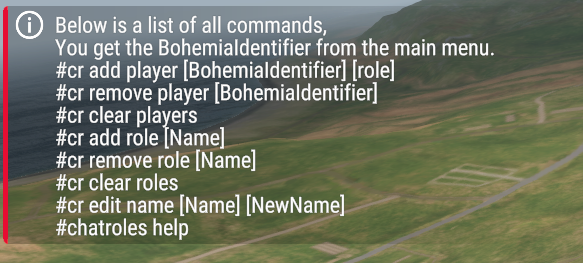 Below is a list of all commands,
You get the BohemiaIdentifier from the main menu.
#cr add player [BohemiaIdentifier] [role]
#cr remove player [BohemiaIdentifier]
#cr clear players
#cr add role [Name]
#cr remove role [Name]
#cr clear roles
#cr edit name [Name] [NewName]
#chatroles help